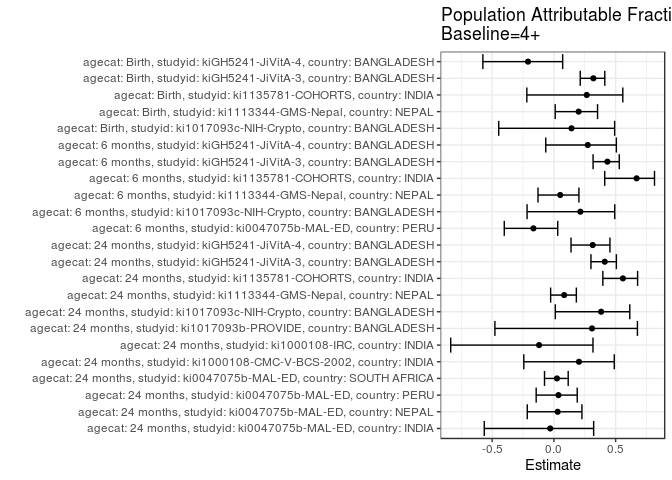 Population Attributable Fracti
Baseline=4+
agecat: Birth, studyid: kiGH5241-JiVitA-4, country: BANGLADESH
agecat: Birth, studyid: kiGH5241-JiVitA-3, country: BANGLADESH
agecat: Birth, studyid: ki1135781-COHORTS, country: INDIA
agecat: Birth, studyid: ki1113344-GMS-Nepal, country: NEPAL
agecat: Birth, studyid: ki1017093c-NIH-Crypto, country: BANGLADESH
agecat: 6 months, studyid: kiGH5241-JiVitA-4, country: BANGLADESH
agecat: 6 months, studyid: kiGH5241-JiVitA-3, country: BANGLADESH
agecat: 6 months, studyid: ki1135781-COHORTS, country: INDIA
agecat: 6 months, studyid: ki1113344-GMS-Nepal, country: NEPAL
agecat: 6 months, studyid: ki1017093c-NIH-Crypto, country: BANGLADESH
agecat: 6 months, studyid: ki0047075b-MAL-ED, country: PERU
agecat: 24 months, studyid: kiGH5241-JiVitA-4, country: BANGLADESH
agecat: 24 months, studyid: kiGH5241-JiVitA-3, country: BANGLADESH
agecat: 24 months, studyid: ki1135781-COHORTS, country: INDIA
agecat: 24 months, studyid: ki1113344-GMS-Nepal, country: NEPAL
agecat: 24 months, studyid: ki1017093c-NIH-Crypto, country: BANGLADESH
agecat: 24 months, studyid: ki1017093b-PROVIDE, country: BANGLADESH
agecat: 24 months, studyid: ki1000108-IRC, country: INDIA
agecat: 24 months, studyid: ki1000108-CMC-V-BCS-2002, country: INDIA
agecat: 24 months, studyid: ki0047075b-MAL-ED, country: SOUTH AFRICA
agecat: 24 months, studyid: ki0047075b-MAL-ED, country: PERU
agecat: 24 months, studyid: ki0047075b-MAL-ED, country: NEPAL
agecat: 24 months, studyid: ki0047075b-MAL-ED, country: INDIA
-0.5 0.0 0.5
Estimate